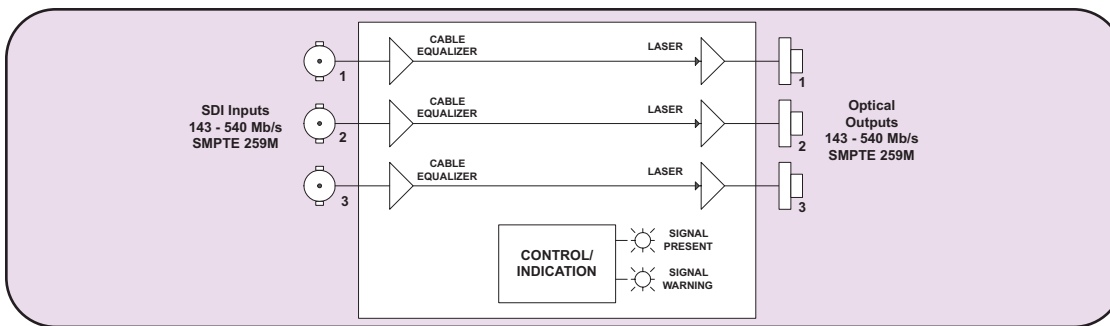 CABLE
EQUALIZER
LASER
1
1
SDI Inputs
143 - 540 Mb/s
SMPTE 259M
CABLE
EQUALIZER
LASER
2
2
Optical
Outputs
143 - 540 Mb/s
SMPTE 259M
CABLE
EQUALIZER
LASER
3
3
CONTROL/
INDICATION
SIGNAL
PRESENT
SIGNAL
WARNING